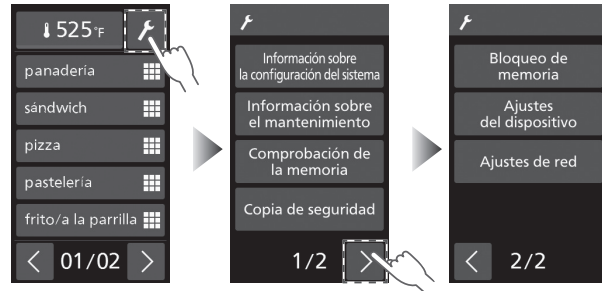 525°F
panadería
sándwich
pizza
pastelería
frito/a la parrilla
< 01/02 >
Información sobre
la configuración del sistema
Información sobre
el mantenimiento
Comprobación de
la memoria
Copia de seguridad
1/2 >
Bloqueo de
memoria
Ajustes
del dispositivo
Ajustes de red
< 2/2